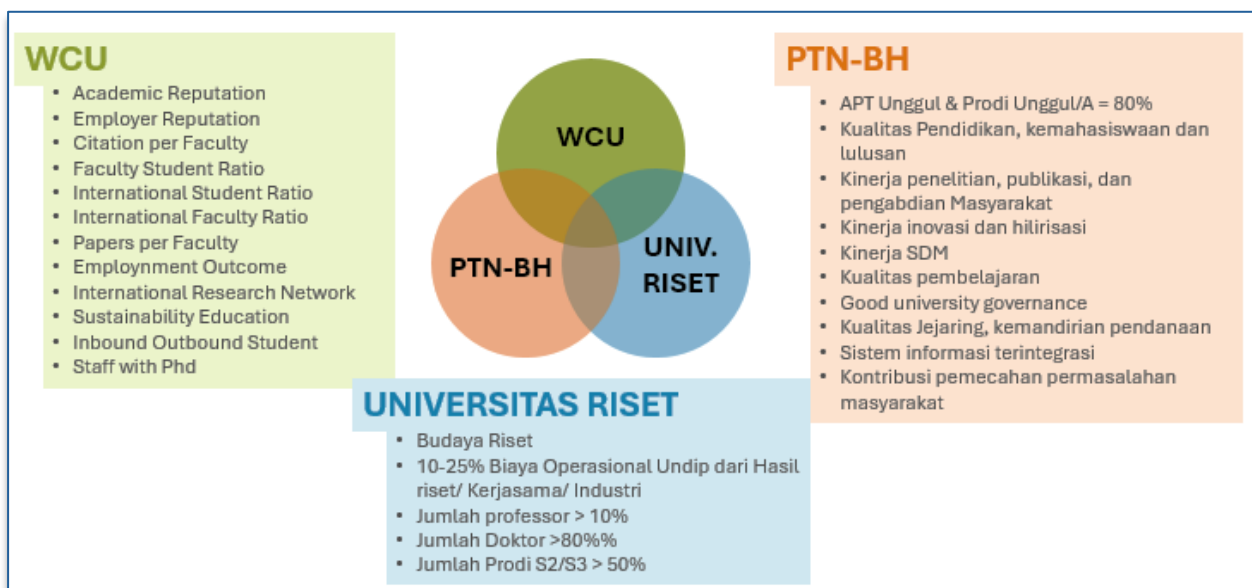 WCU
• Academic Reputation
• Employer Reputation
• Citation per Faculty
• Faculty Student Ratio
• International Student Ratio
• International Faculty Ratio
• Papers per Faculty
• Employnment Outcome
• International Research Network
• Sustainability Education
• Inbound Outbound Student
• Staff with Phd
WCU
PTN-BH
UNIV.
RISET
PTN-BH
• APT Unggul & Prodi Unggul/A = 80%
• Kualitas Pendidikan, kemahasiswaan dan
lulusan
• Kinerja penelitian, publikasi, dan
pengabdian Masyarakat
• Kinerja inovasi dan hilirisasi
• Kinerja SDM
• Kualitas pembelajaran
• Good university governance
• Kualitas Jejaring, kemandirian pendanaan
• Sistem informasi terintegrasi
• Kontribusi pemecahan permasalahan
masyarakat
UNIVERSITAS RISET
• Budaya Riset
• 10-25% Biaya Operasional Undip dari Hasil
riset/ Kerjasama/ Industri
• Jumlah professor > 10%
• Jumlah Doktor >80%%
• Jumlah Prodi S2/S3 > 50%